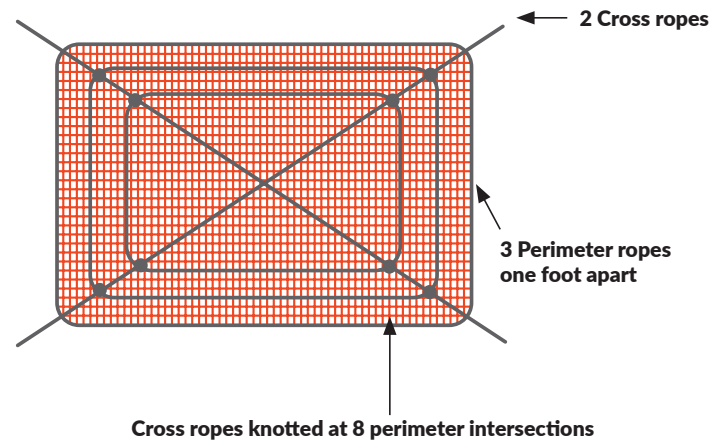 2 Cross ropes
3 Perimeter ropes
one foot apart
Cross ropes knotted at 8 perimeter intersections